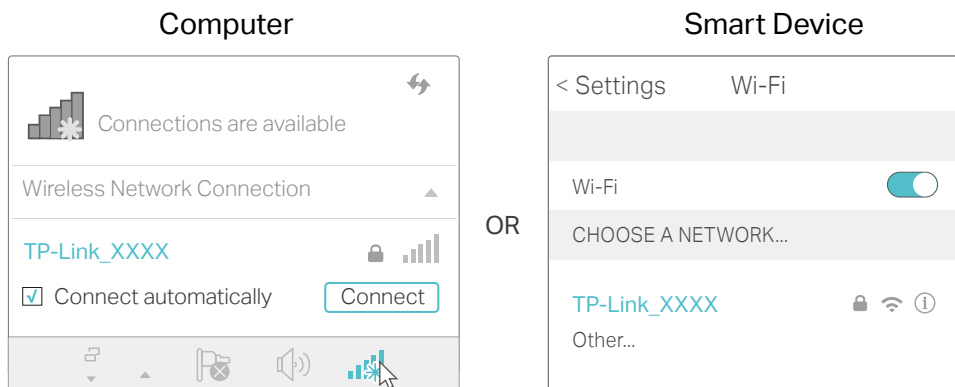 Computer
Connections are available
Wireless Network Connection
TP-Link_XXXX
Connect automatically
Connect
OR
Smart Device
< Settings
Wi-Fi
Wi-Fi
CHOOSE A NETWORK...
TP-Link_XXXX
Other...